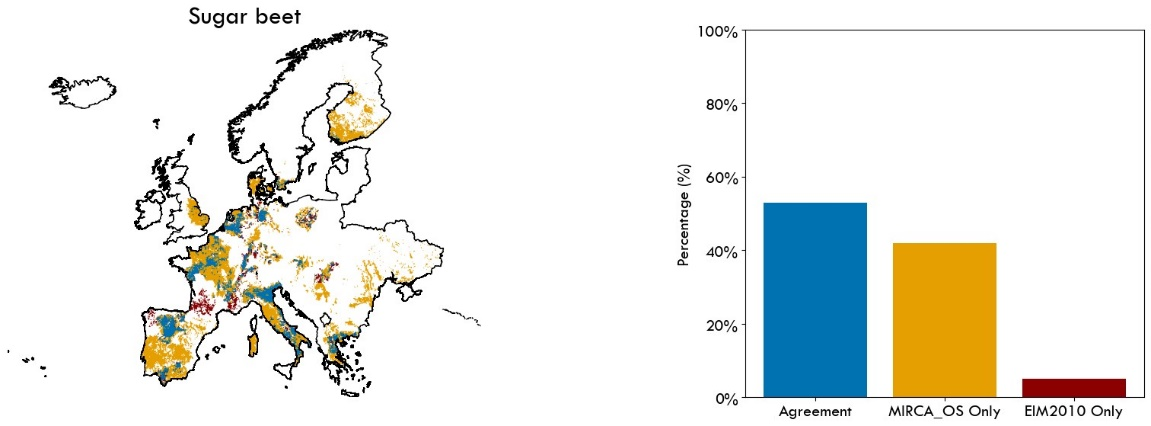 Sugar beet
100%
80%
60%
40%
20%
0%
Percentage (%)
Agreement
MIRCA_OS Only
EIM2010 Only